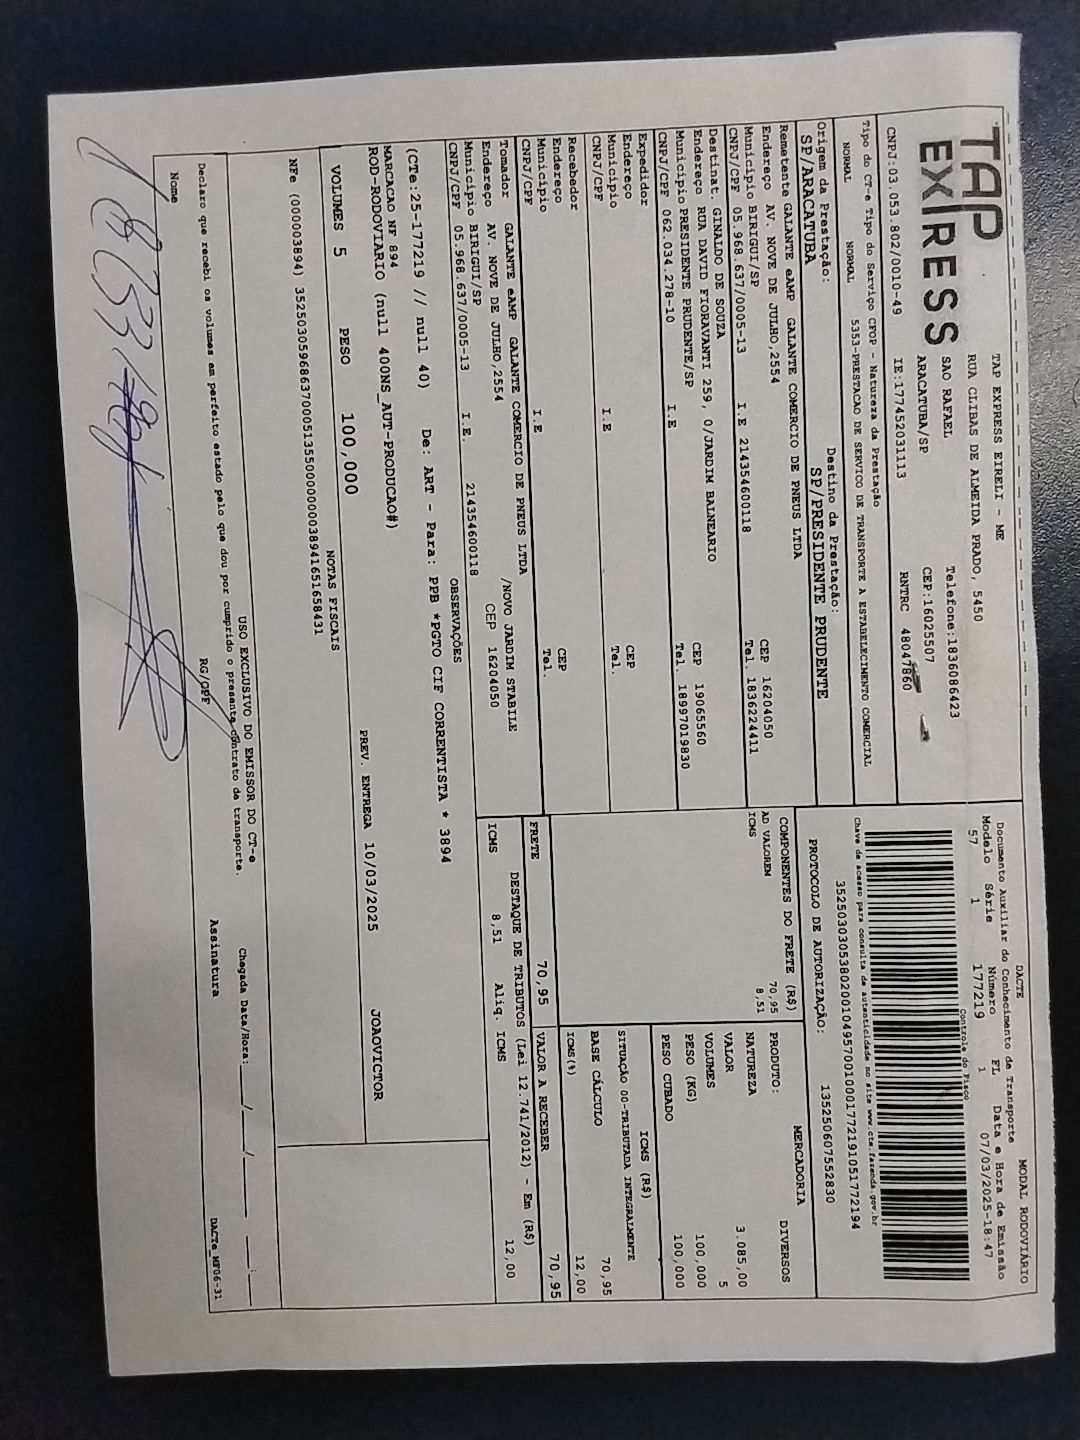 TAP
EXPRESS
TAP EXPRESS EIRELI - ME
RUA CLIBAS DE ALMEIDA PRADO, 5450
SAO RAFAEL Telefone:1836086423
ARACATUBA/SP CEP:16025507
CNPJ:03.053.802/0010-49 IE:177452031113 RNTRC 48047860
Tipo do CT-e Tipo do Serviço CFOP - Natureza da Prestação
NORMAL NORMAL 5353-PRESTACAO DE SERVICO DE TRANSPORTE A ESTABELECIMENTO COMERCIAL
Origem da Prestação: Destino da Prestação:
SP/ARACATUBA SP/PRESIDENTE PRUDENTE
DACTE MODAL RODOVIÁRIO
Documento Auxiliar do Conhecimento de Transporte
Modelo Série Número FL Data e Hora de Emissão
57 1 177219 1 07/03/2025-18:47
Controle do Fisco
Chave de acesso para consulta de autenticidade no site www.cte.fazenda.gov.br
35250303053802001049570010001772191051772194
PROTOCOLO DE AUTORIZAÇÃO: 135250607552830
Remetente GALANTE eAMP GALANTE COMERCIO DE PNEUS LTDA
Endereço AV. NOVE DE JULHO,2554 CEP 16204050
Município BIRIGUI/SP Tel. 1836224411
CNPJ/CPF 05.968.637/0005-13 I.E 214354600118
Destinat. GINALDO DE SOUZA
Endereço RUA DAVID FIORAVANTI 259, 0/JARDIM BALNEARIO CEP 19065560
Município PRESIDENTE PRUDENTE/SP Tel. 18997019830
CNPJ/CPF 062.034.278-10 I.E
Expedidor
Endereço CEP
Município Tel.
CNPJ/CPF I.E
Recebedor
Endereço CEP
Município Tel.
CNPJ/CPF I.E
Tomador GALANTE eAMP GALANTE COMERCIO DE PNEUS LTDA
Endereço AV. NOVE DE JULHO,2554 /NOVO JARDIM STABILE
Município BIRIGUI/SP CEP 16204050
CNPJ/CPF 05.968.637/0005-13 I.E. 214354600118
COMPONENTES DO FRETE (R$)
AD VALOREM 70,95
ICMS 8,51
PRODUTO: MERCADORIA
NATUREZA DIVERSOS
VALOR 3.085,00
VOLUMES 5
PESO (KG) 100,000
PESO CUBADO 100,000
ICMS (R$)
SITUAÇÃO 00-TRIBUTADA INTEGRALMENTE
BASE CÁLCULO 70,95
ICMS(%) 12,00
FRETE 70,95 VALOR A RECEBER 70,95
DESTAQUE DE TRIBUTOS (Lei 12.741/2012) - Em (R$)
ICMS 8,51 Aliq. ICMS 12,00
OBSERVAÇÕES
(CTe:25-177219 // null 40) De: ART - Para: PPB *PGTO CIF CORRENTISTA * 3894
MARCACAO NF 894
ROD-RODOVIARIO (null 400NS_AUT-PRODUCAO#)
VOLUMES 5 PESO 100,000 PREV. ENTREGA 10/03/2025 JOAOVICTOR
NOTAS FISCAIS
NFe (000003894) 35250305968637000513550000000038941651658431
USO EXCLUSIVO DO EMISSOR DO CT-e
Declaro que recebi os volumes em perfeito estado pelo que dou por cumprido o presente contrato de transporte. Chegada Data/Hora: ___/___/___ ___:___
Nome RG/CPF Assinatura DACTe_MF06-31